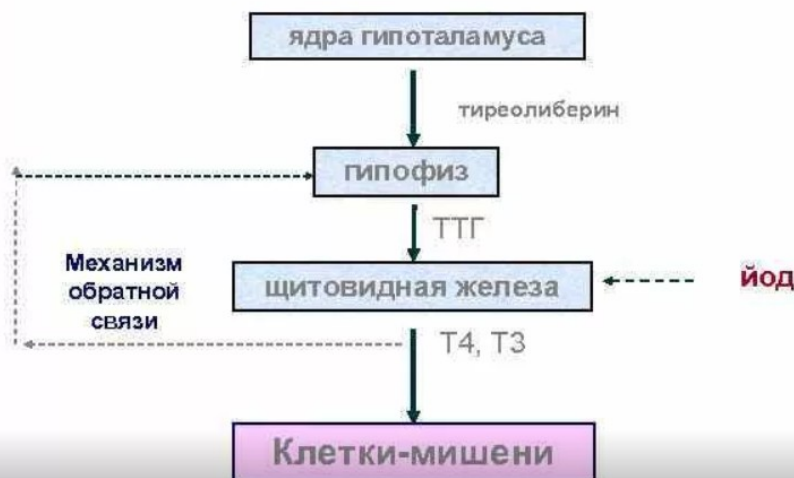 ядра гипоталамуса
тиреолиберин
гипофиз
ТТГ
Механизм
обратной
связи
щитовидная железа
йод
Т4, Т3
Клетки-мишени